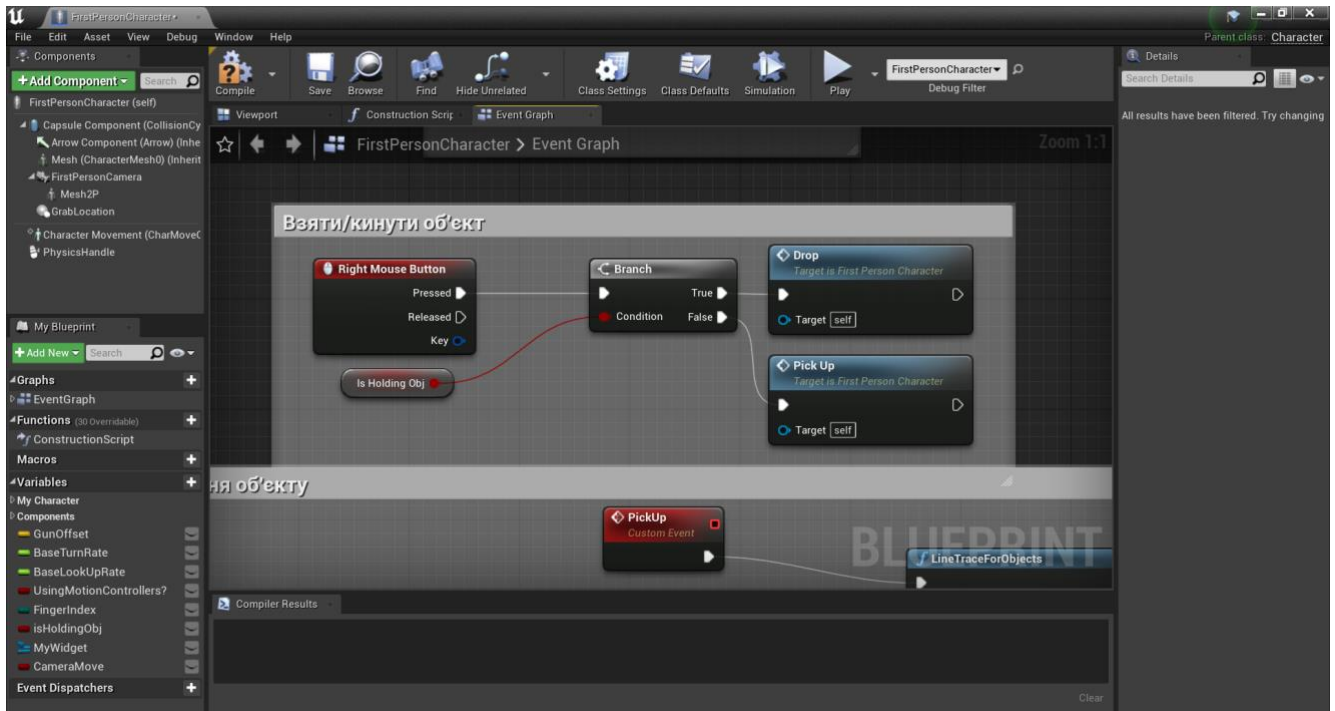 FirstPersonCharacter*
File Edit Asset View Debug Window Help
Parent class: Character
Components
+Add Component
Search
FirstPersonCharacter (self)
Capsule Component (CollisionCy
Arrow Component (Arrow) (Inhe
Mesh (CharacterMesh0) (Inherit
FirstPersonCamera
Mesh2P
GrabLocation
Character Movement (CharMoveC
PhysicsHandle
My Blueprint
+Add New
Search
Graphs
EventGraph
Functions (30 Overridable)
ConstructionScript
Macros
Variables
My Character
Components
GunOffset
BaseTurnRate
BaseLookUpRate
UsingMotionControllers?
FingerIndex
isHoldingObj
MyWidget
CameraMove
Event Dispatchers
Compile Save Browse Find Hide Unrelated Class Settings Class Defaults Simulation Play
FirstPersonCharacter
Debug Filter
Viewport Construction Scrip Event Graph
FirstPersonCharacter > Event Graph
Zoom 1:1
Взяти/кинути об'єкт
Right Mouse Button
Pressed
Released
Key
Is Holding Obj
Branch
True
Condition False
Drop
Target is First Person Character
Target self
Pick Up
Target is First Person Character
Target self
ня об'єкту
PickUp
Custom Event
BLUEPRINT
LineTraceForObjects
Compiler Results
Clear
Details
Search Details
All results have been filtered. Try changing